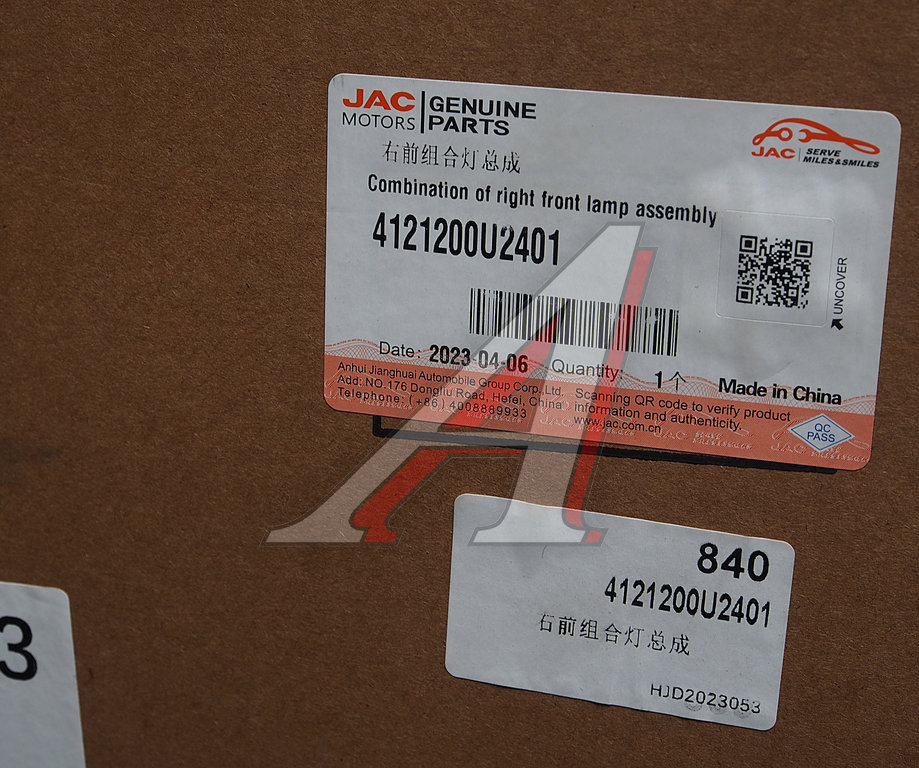 JAC MOTORS
GENUINE PARTS
JAC SERVE MILES&SMILES
右前组合灯总成
Combination of right front lamp assembly
4121200U2401
UNCOVER
Date: 2023-04-06 Quantity: 1个 Made in China
Anhui Jianghuai Automobile Group Corp.,Ltd.
Add: NO.176 Dongliu Road, Hefei, China
Telephone: (+86) 4008889933
Scanning QR code to verify product
information and authenticity.
www.jac.com.cn
QC PASS
840
4121200U2401
右前组合灯总成
HJD2023053
3